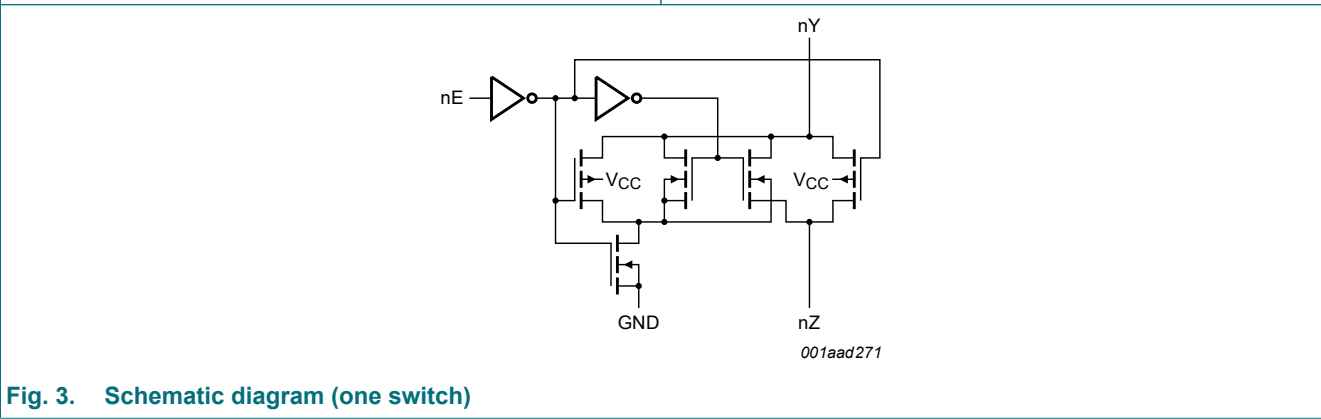 nY
nE
VCC
VCC
GND
nZ
001aad271
Fig. 3. Schematic diagram (one switch)